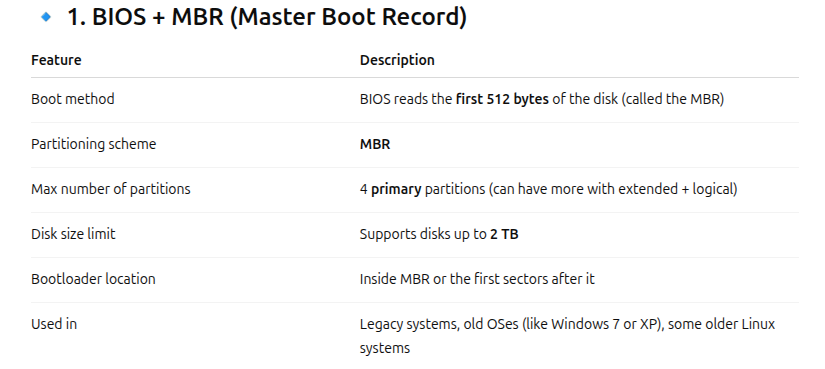 1. BIOS + MBR (Master Boot Record)
Feature Description
Boot method BIOS reads the first 512 bytes of the disk (called the MBR)
Partitioning scheme MBR
Max number of partitions 4 primary partitions (can have more with extended + logical)
Disk size limit Supports disks up to 2 TB
Bootloader location Inside MBR or the first sectors after it
Used in Legacy systems, old OSes (like Windows 7 or XP), some older Linux
systems